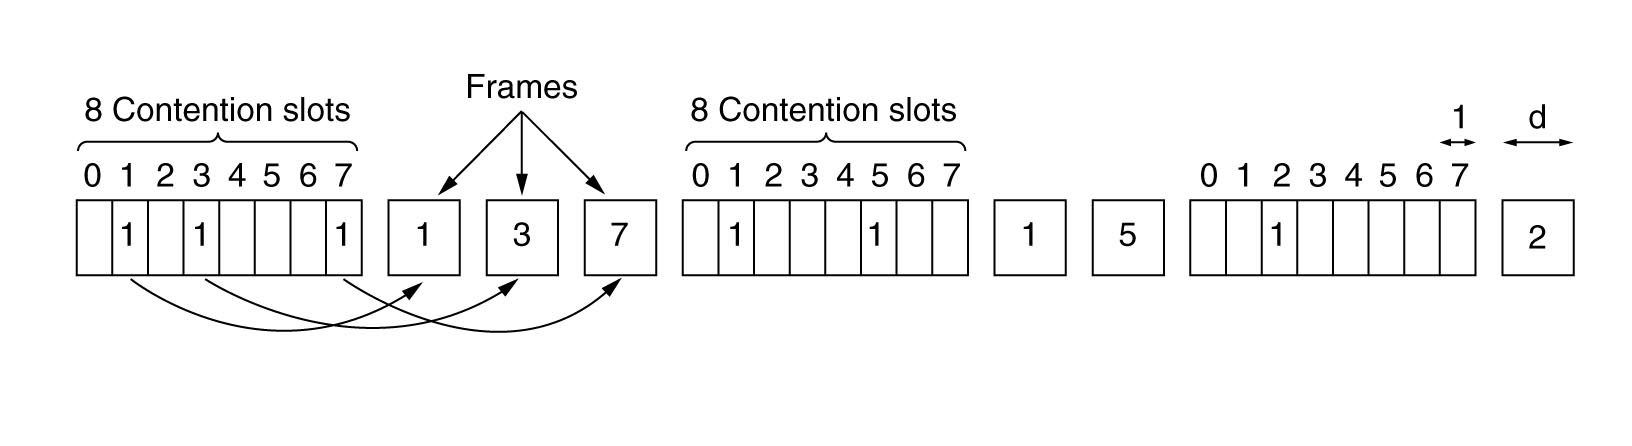 Frames
8 Contention slots 8 Contention slots 1 d
0 1 2 3 4 5 6 7 0 1 2 3 4 5 6 7 0 1 2 3 4 5 6 7
1 1 1 1 3 7 1 1 1 5 1 2